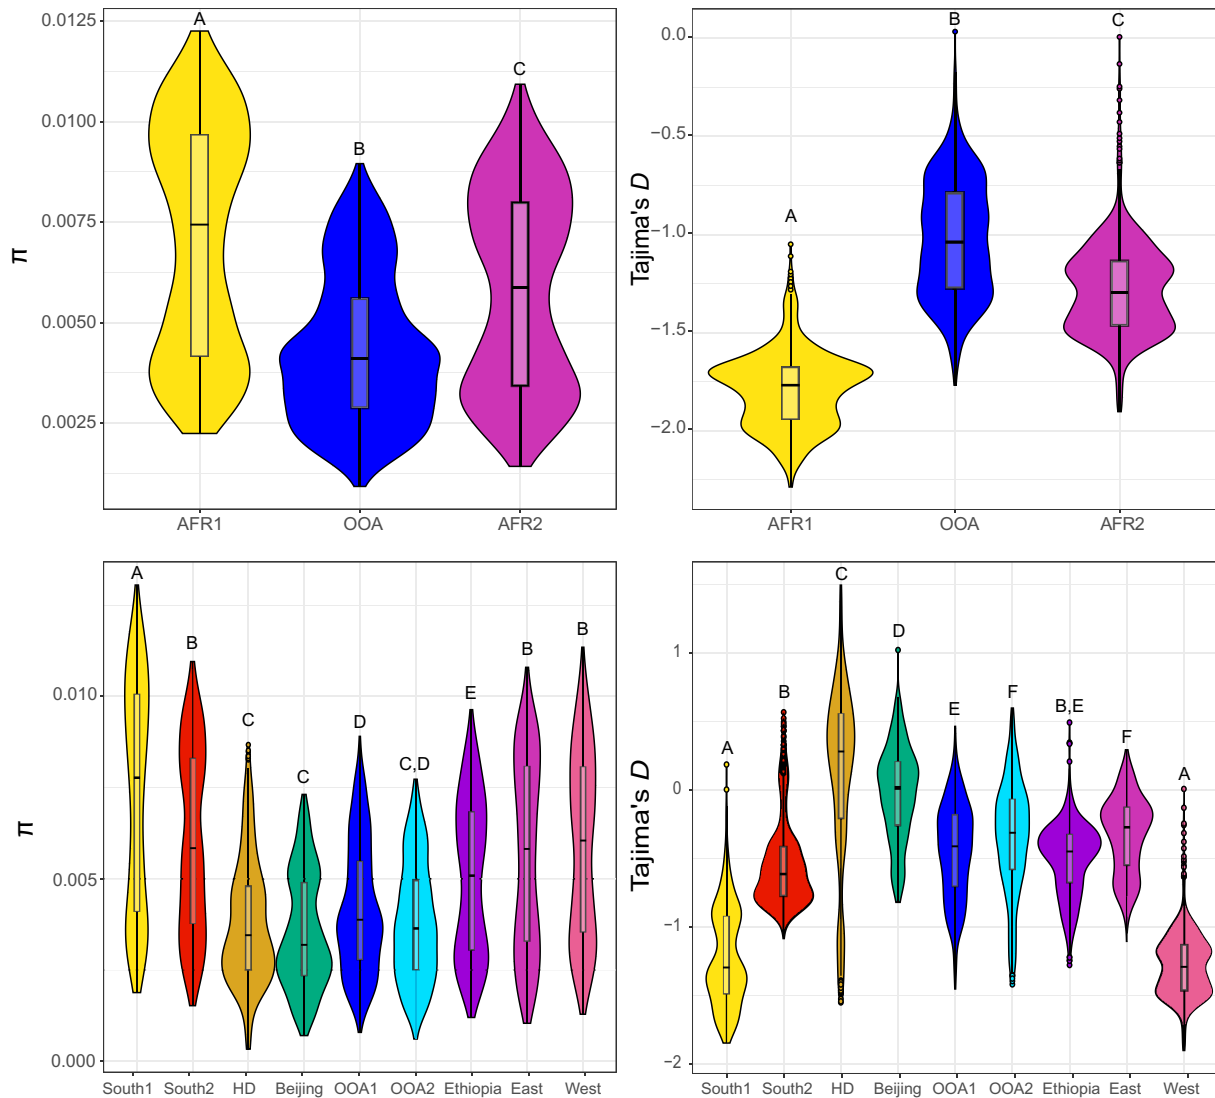 0.0125
0.0100
0.0075
0.0050
0.0025
π
A
B
C
AFR1 OOA AFR2
0.0
−0.5
−1.0
−1.5
−2.0
Tajima's D
A
B
C
AFR1 OOA AFR2
0.010
0.005
0.000
π
A
B
C
C
D
C,D
E
B
B
South1 South2 HD Beijing OOA1 OOA2 Ethiopia East West
1
0
−1
−2
Tajima's D
A
B
C
D
E
F
B,E
F
A
South1 South2 HD Beijing OOA1 OOA2 Ethiopia East West